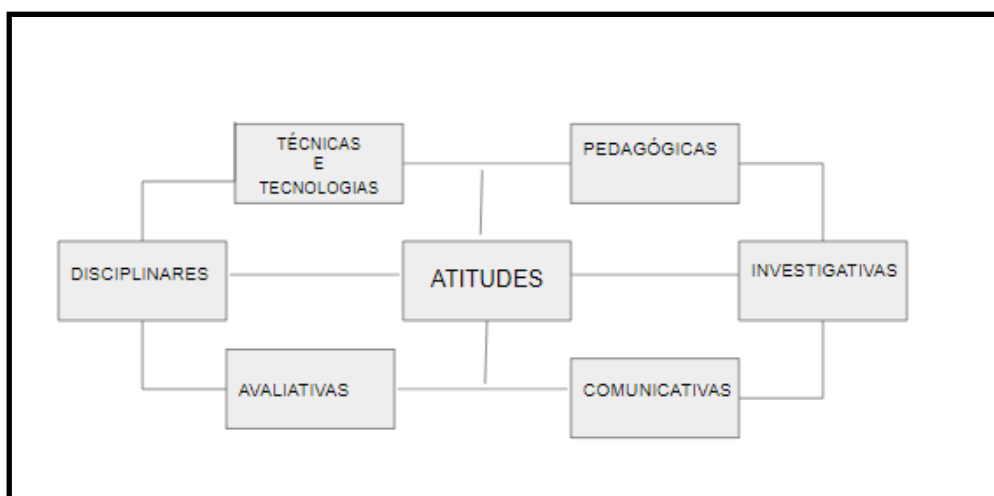 TÉCNICAS
E
TECNOLOGIAS
PEDAGÓGICAS
DISCIPLINARES
ATITUDES
INVESTIGATIVAS
AVALIATIVAS
COMUNICATIVAS